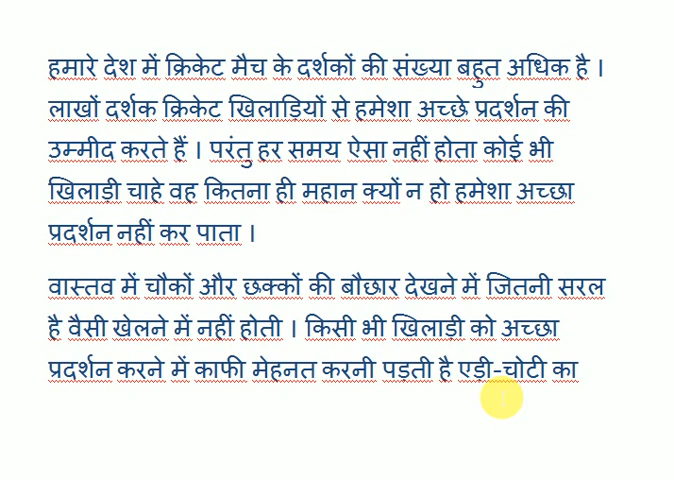 हमारे देश में क्रिकेट मैच के दर्शकों की संख्या बहुत अधिक है ।
लाखों दर्शक क्रिकेट खिलाड़ियों से हमेशा अच्छे प्रदर्शन की
उम्मीद करते हैं । परंतु हर समय ऐसा नहीं होता कोई भी
खिलाड़ी चाहे वह कितना ही महान क्यों न हो हमेशा अच्छा
प्रदर्शन नहीं कर पाता ।
वास्तव में चौकों और छक्कों की बौछार देखने में जितनी सरल
है वैसी खेलने में नहीं होती । किसी भी खिलाड़ी को अच्छा
प्रदर्शन करने में काफी मेहनत करनी पड़ती है एड़ी-चोटी का